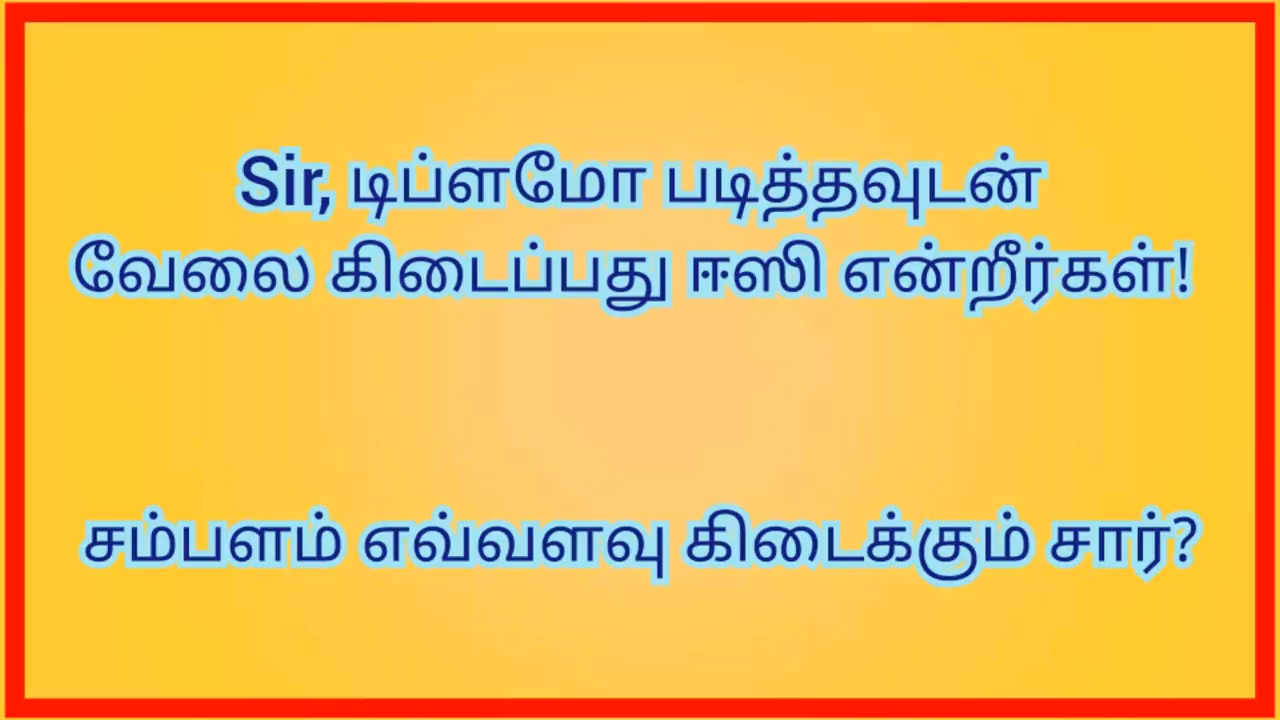 Sir, டிப்ளமோ படித்தவுடன்
வேலை கிடைப்பது ஈஸி என்றீர்கள்!
சம்பளம் எவ்வளவு கிடைக்கும் சார்?